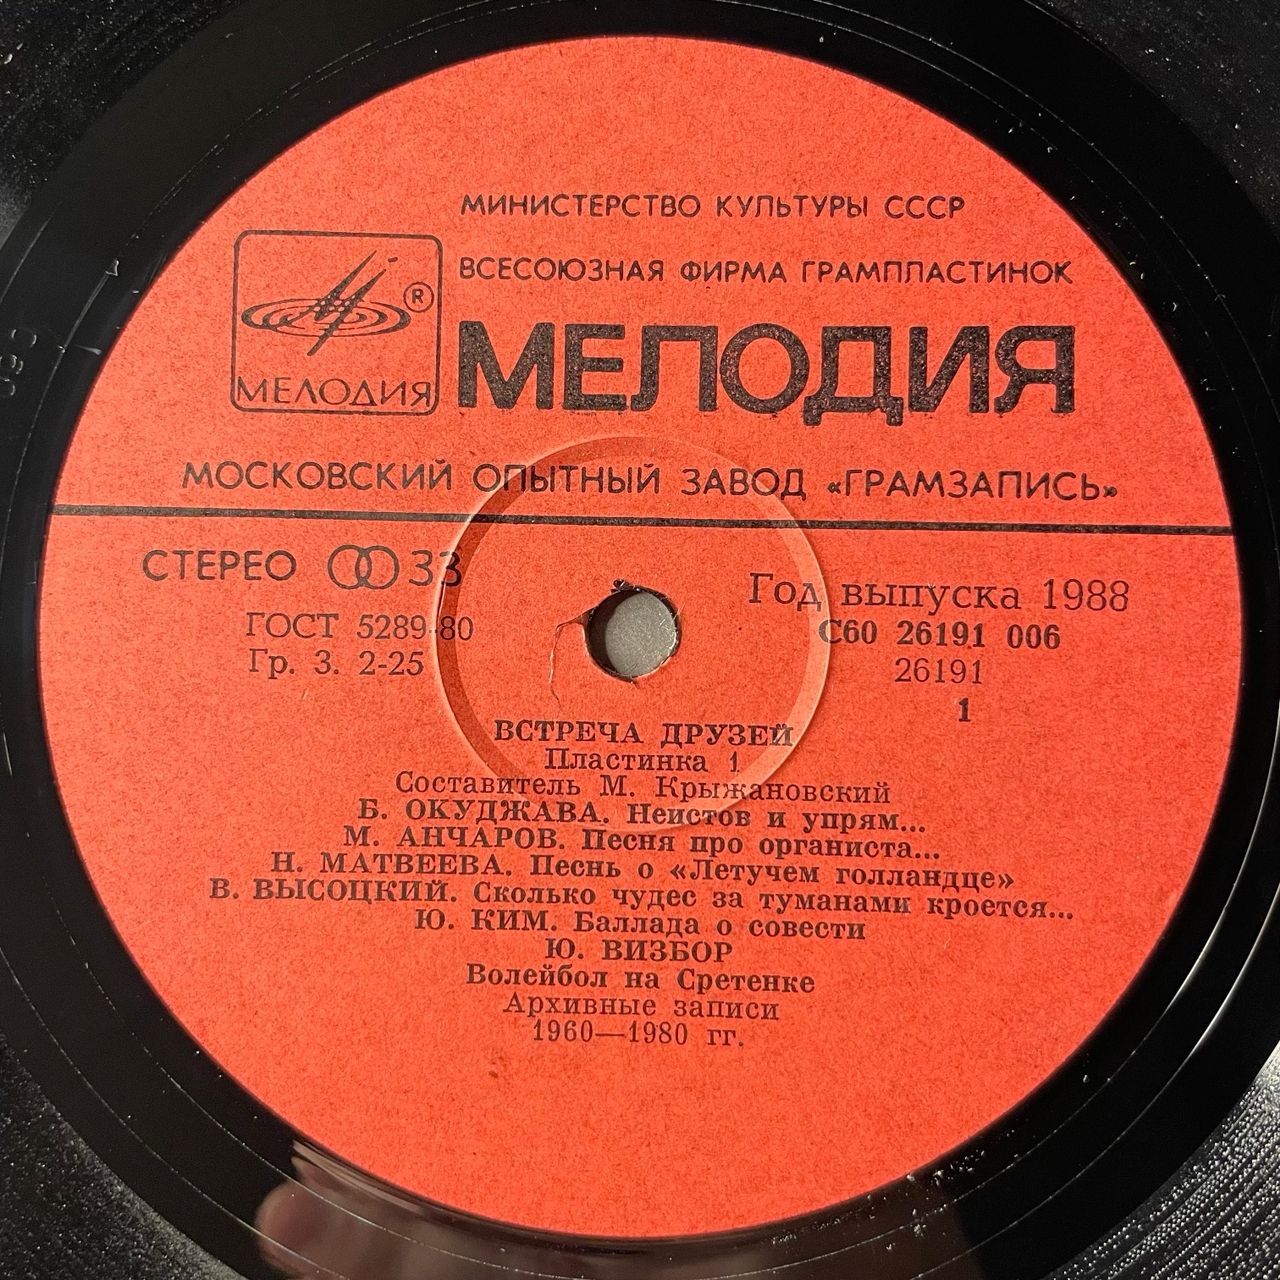 МИНИСТЕРСТВО КУЛЬТУРЫ СССР
ВСЕСОЮЗНАЯ ФИРМА ГРАМПЛАСТИНОК
®
МЕЛОДИЯ
МЕЛОДИЯ
МОСКОВСКИЙ ОПЫТНЫЙ ЗАВОД «ГРАМЗАПИСЬ»
СТЕРЕО 33
ГОСТ 5289-80
Гр. 3. 2-25
Год выпуска 1988
С60 26191 006
26191
1
ВСТРЕЧА ДРУЗЕЙ
Пластинка 1
Составитель М. Крыжановский
Б. ОКУДЖАВА. Неистов и упрям...
М. АНЧАРОВ. Песня про органиста...
Н. МАТВЕЕВА. Песнь о «Летучем голландце»
В. ВЫСОЦКИЙ. Сколько чудес за туманами кроется...
Ю. КИМ. Баллада о совести
Ю. ВИЗБОР
Волейбол на Сретенке
Архивные записи
1960—1980 гг.